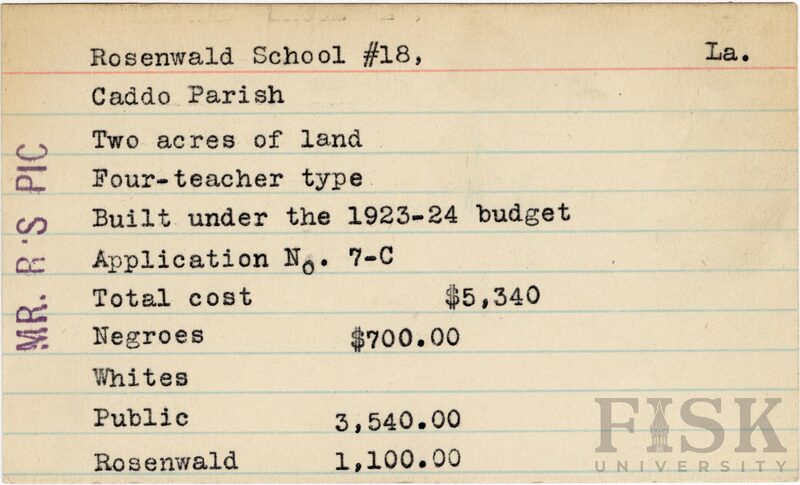 Rosenwald School #18, La.
Caddo Parish
Two acres of land
Four-teacher type
Built under the 1923-24 budget
Application No. 7-C
Total cost $5,340
Negroes $700.00
Whites
Public 3,540.00
Rosenwald 1,100.00
MR. R'S PIC
FISK
UNIVERSITY